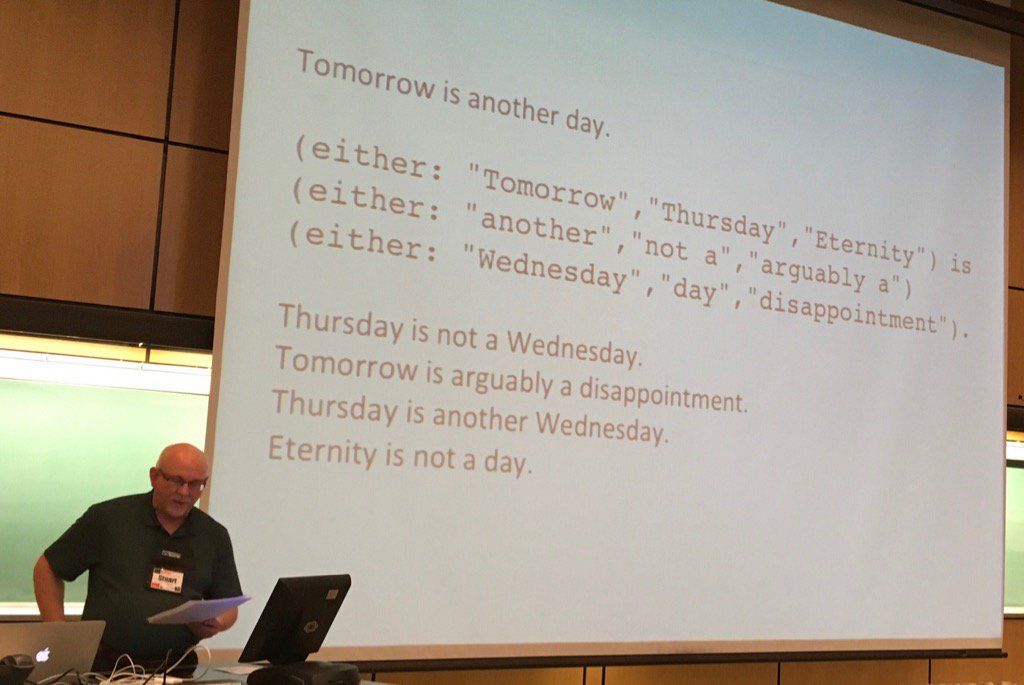 Tomorrow is another day.
(either: "Tomorrow","Thursday","Eternity") is
(either: "another","not a","arguably a")
(either: "Wednesday","day","disappointment").
Thursday is not a Wednesday.
Tomorrow is arguably a disappointment.
Thursday is another Wednesday.
Eternity is not a day.
Stuart